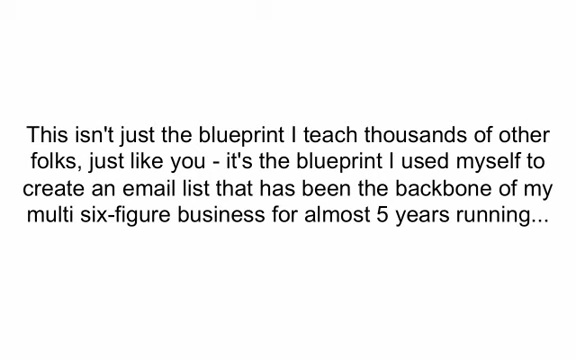 This isn't just the blueprint I teach thousands of other
folks, just like you - it's the blueprint I used myself to
create an email list that has been the backbone of my
multi six-figure business for almost 5 years running...